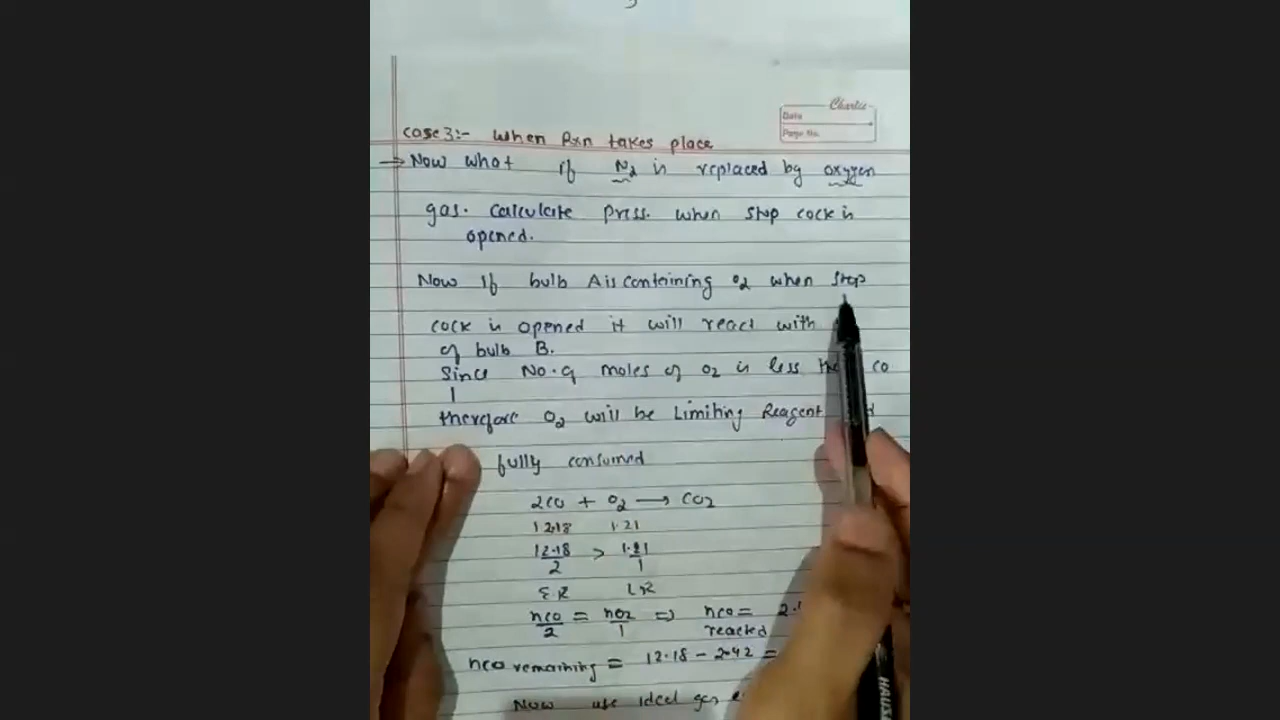 Charlie
Date
Page No.
Case 3:- When Rxn takes place
→ Now what if N2 is replaced by oxygen
gas. Calculate press. when stop cock is
opened.
Now If bulb A is containing O2 when stop
cock is opened it will react with
of bulb B.
Since No. of moles of O2 is less CO
therefore O2 will be Limiting Reagent
fully consumed
2CO + O2 → CO2
12.18 1.21
12.18/2 > 1.21/1
E.R L.R
nCO/2 = nO2/1 ⇒ nCO =
reacted
nCO remaining = 12.18 - 2.42 =
Now use ideal gas